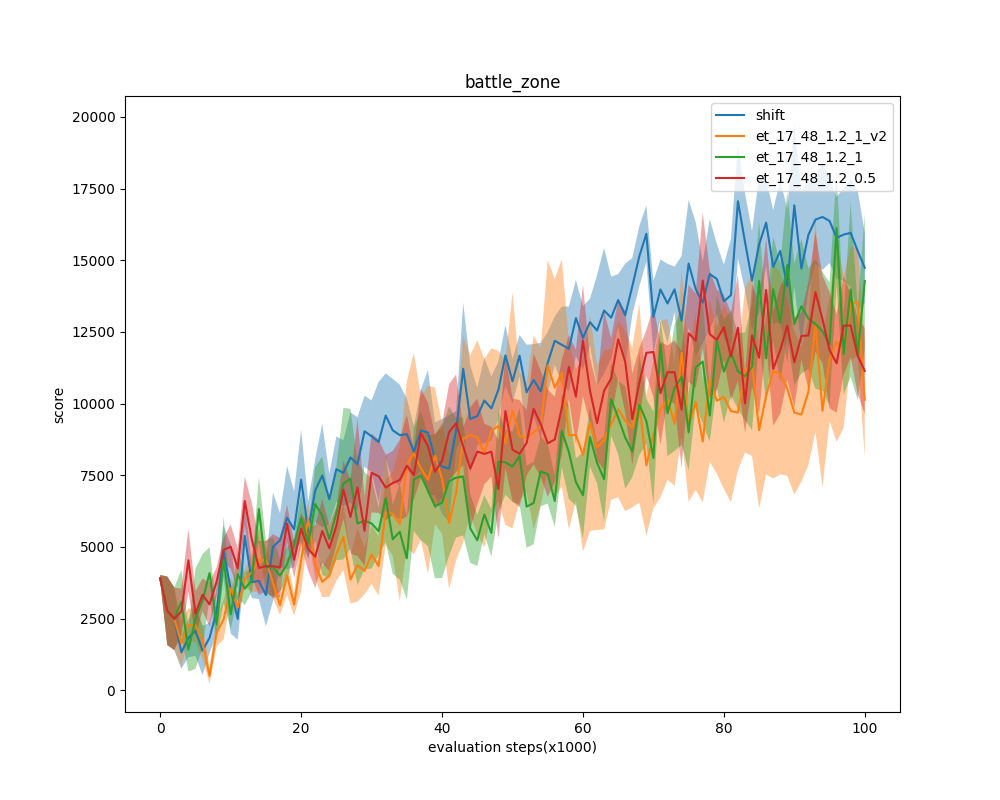 battle_zone
20000
17500
15000
12500
10000
7500
5000
2500
0
score
shift
et_17_48_1.2_1_v2
et_17_48_1.2_1
et_17_48_1.2_0.5
0 20 40 60 80 100
evaluation steps(x1000)